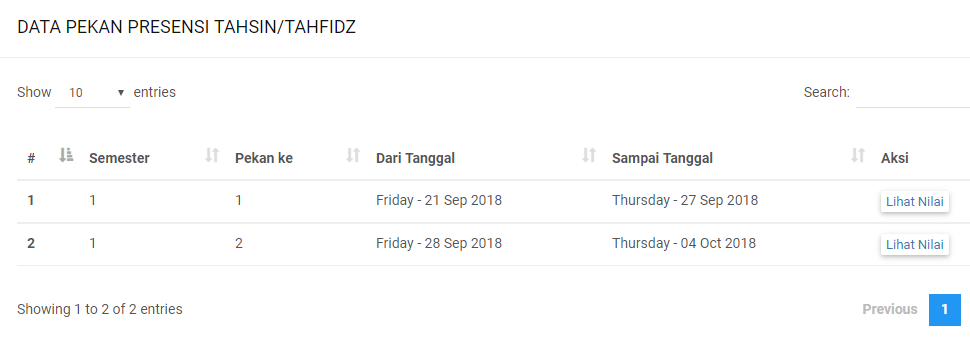 DATA PEKAN PRESENSI TAHSIN/TAHFIDZ
Show 10 entries Search:
# Semester Pekan ke Dari Tanggal Sampai Tanggal Aksi
1 1 1 Friday - 21 Sep 2018 Thursday - 27 Sep 2018 Lihat Nilai
2 1 2 Friday - 28 Sep 2018 Thursday - 04 Oct 2018 Lihat Nilai
Showing 1 to 2 of 2 entries Previous 1